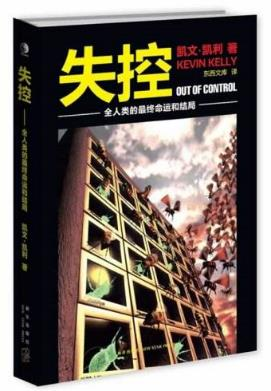 失控
凯文·凯利 著
KEVIN KELLY
东西文库 译
OUT OF CONTROL
——全人类的最终命运和结局
失控
——全人类的最终命运和结局
凯文·凯利 著